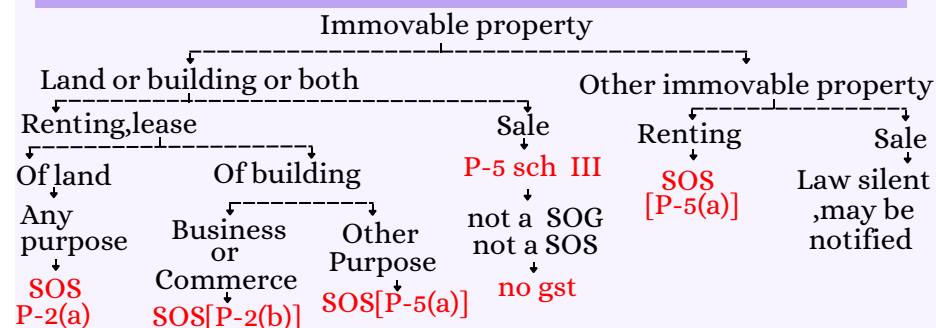 Immovable property
Land or building or both
Other immovable property
Renting,lease
Sale
Renting
Sale
P-5 sch III
SOS
[P-5(a)]
Law silent
,may be
notified
Of land
Of building
Any
purpose
Business
or
Commerce
Other
Purpose
not a SOG
not a SOS
SOS
P-2(a)
SOS[P-2(b)]
SOS[P-5(a)]
no gst